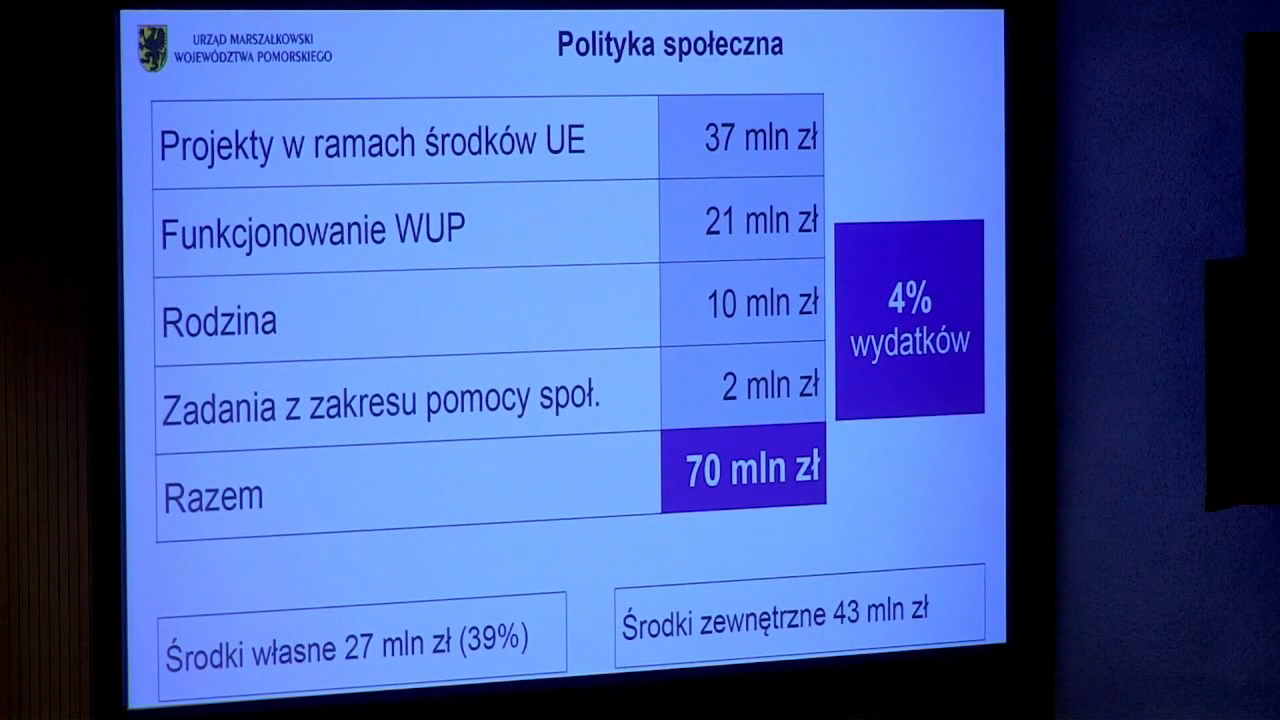 URZĄD MARSZAŁKOWSKI
WOJEWÓDZTWA POMORSKIEGO
Polityka społeczna
Projekty w ramach środków UE 37 mln zł
Funkcjonowanie WUP 21 mln zł
Rodzina 10 mln zł
Zadania z zakresu pomocy społ. 2 mln zł
Razem 70 mln zł
4%
wydatków
Środki własne 27 mln zł (39%)
Środki zewnętrzne 43 mln zł